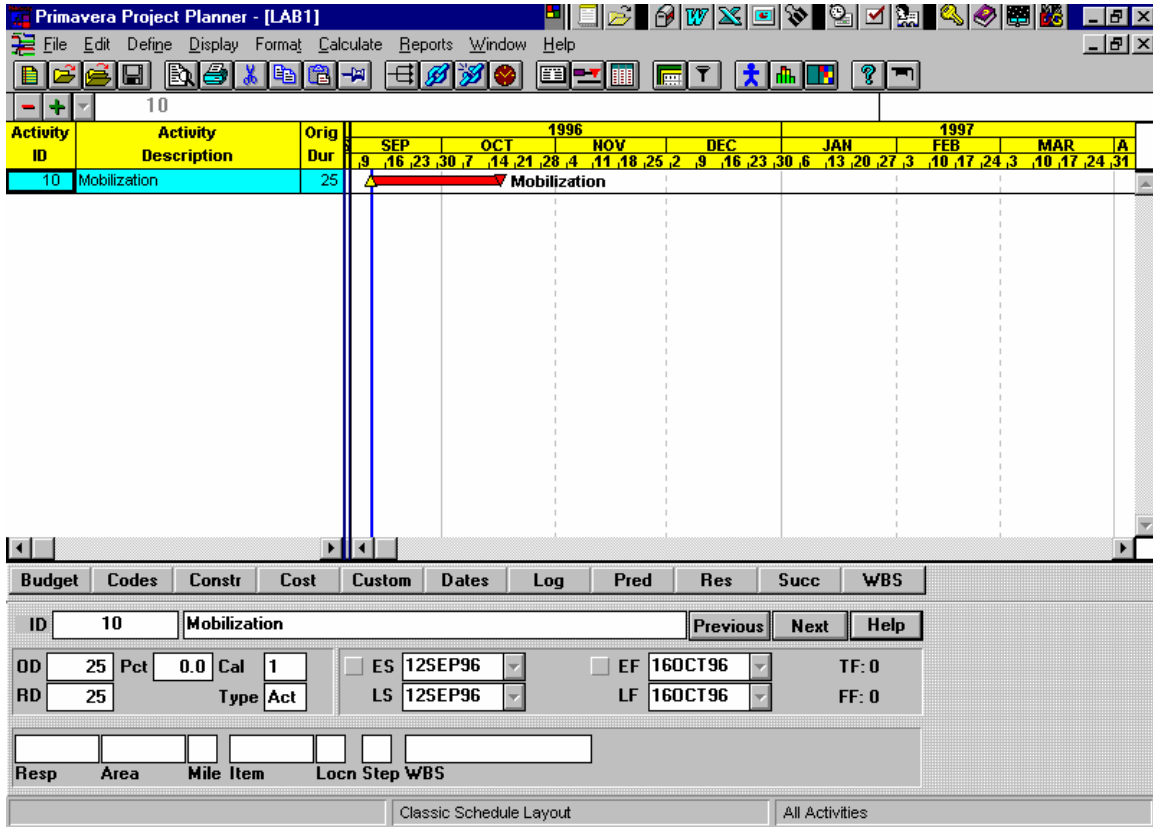 Primavera Project Planner - [LAB1]
File Edit Define Display Format Calculate Reports Window Help
10
Activity ID Activity Description Orig Dur
1996 1997
SEP OCT NOV DEC JAN FEB MAR A
9 16 23 30 7 14 21 28 4 11 18 25 2 9 16 23 30 6 13 20 27 3 10 17 24 3 10 17 24 31
10 Mobilization 25 Mobilization
Budget Codes Constr Cost Custom Dates Log Pred Res Succ WBS
ID 10 Mobilization Previous Next Help
OD 25 Pct 0.0 Cal 1 ES 12SEP96 EF 16OCT96 TF: 0
RD 25 Type Act LS 12SEP96 LF 16OCT96 FF: 0
Resp Area Mile Item Locn Step WBS
Classic Schedule Layout All Activities